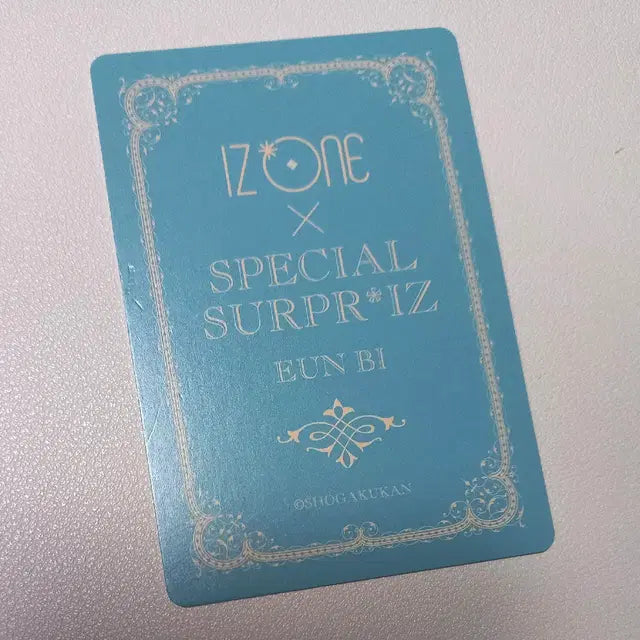 IZ*ONE
×
SPECIAL
SURPR*IZ
EUN BI
©SHOGAKUKAN